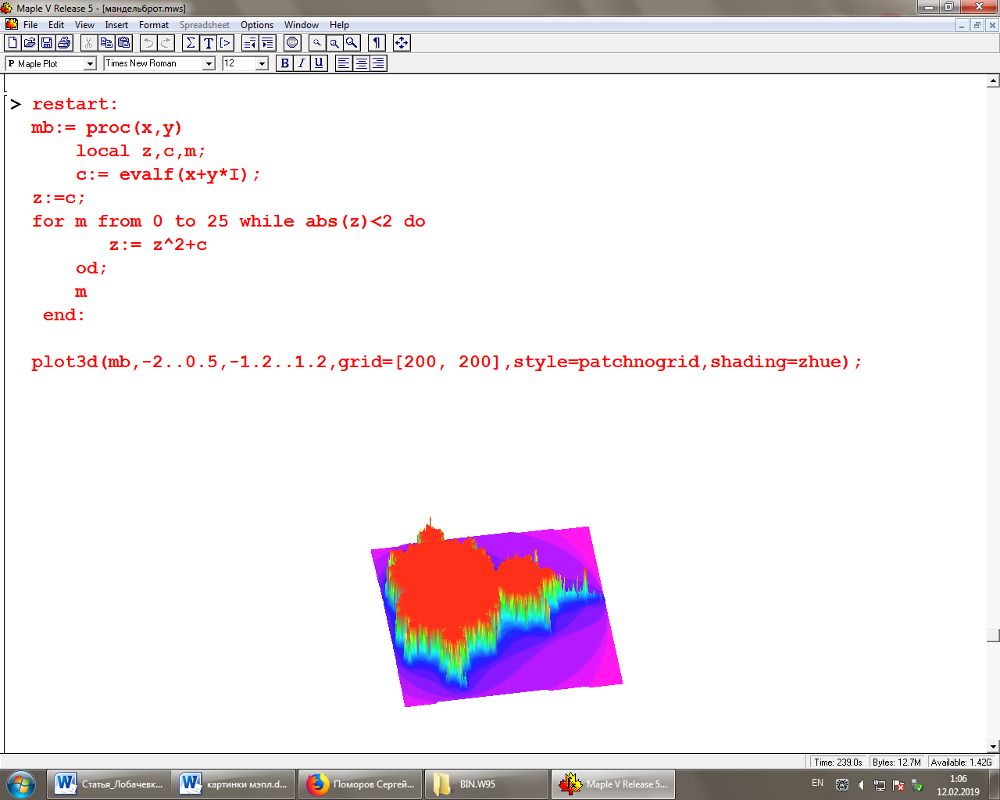 Maple V Release 5 - [мандельброт.mws]
File Edit View Insert Format Spreadsheet Options Window Help
P Maple Plot Times New Roman 12 B I U
> restart:
mb:= proc(x,y)
local z,c,m;
c:= evalf(x+y*I);
z:=c;
for m from 0 to 25 while abs(z)<2 do
z:= z^2+c
od;
m
end:
plot3d(mb,-2..0.5,-1.2..1.2,grid=[200, 200],style=patchnogrid,shading=zhue);
Time: 239.0s Bytes: 12.7M Available: 1.42G
Статья_Лобачевк... картинки мэпл.d... Поморов Сергей... BIN.W95 Maple V Release 5... EN 1:06
12.02.2019